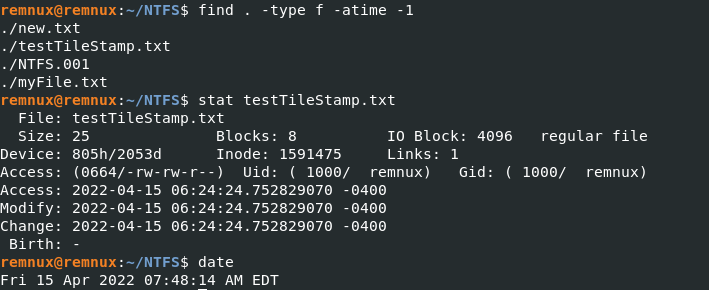 remnux@remnux:~/NTFS$ find . -type f -atime -1
./new.txt
./testTileStamp.txt
./NTFS.001
./myFile.txt
remnux@remnux:~/NTFS$ stat testTileStamp.txt
  File: testTileStamp.txt
  Size: 25              Blocks: 8          IO Block: 4096   regular file
Device: 805h/2053d      Inode: 1591475     Links: 1
Access: (0664/-rw-rw-r--)  Uid: ( 1000/  remnux)   Gid: ( 1000/  remnux)
Access: 2022-04-15 06:24:24.752829070 -0400
Modify: 2022-04-15 06:24:24.752829070 -0400
Change: 2022-04-15 06:24:24.752829070 -0400
 Birth: -
remnux@remnux:~/NTFS$ date
Fri 15 Apr 2022 07:48:14 AM EDT